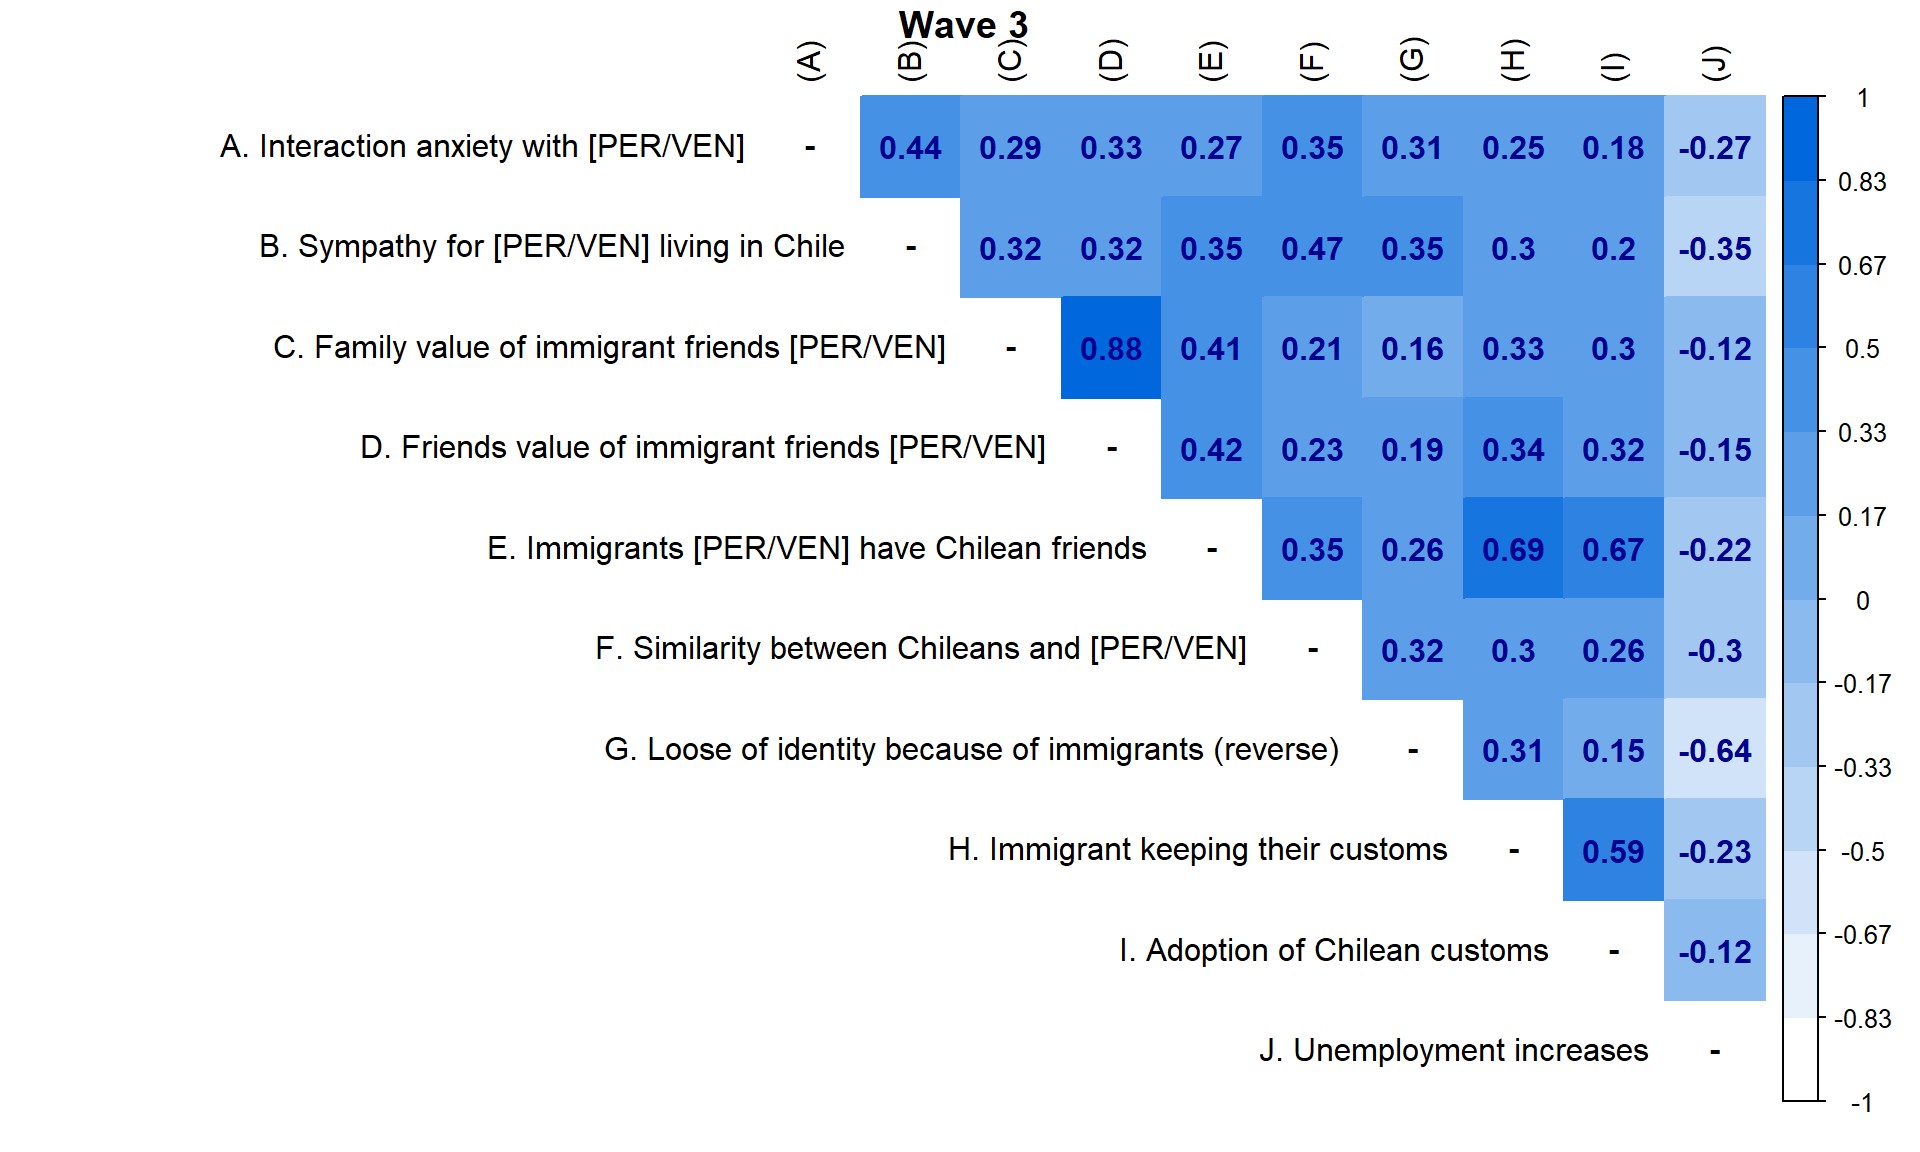 Wave 3
(A) (B) (C) (D) (E) (F) (G) (H) (I) (J)
A. Interaction anxiety with [PER/VEN] - 0.44 0.29 0.33 0.27 0.35 0.31 0.25 0.18 -0.27
B. Sympathy for [PER/VEN] living in Chile - 0.32 0.32 0.35 0.47 0.35 0.3 0.2 -0.35
C. Family value of immigrant friends [PER/VEN] - 0.88 0.41 0.21 0.16 0.33 0.3 -0.12
D. Friends value of immigrant friends [PER/VEN] - 0.42 0.23 0.19 0.34 0.32 -0.15
E. Immigrants [PER/VEN] have Chilean friends - 0.35 0.26 0.69 0.67 -0.22
F. Similarity between Chileans and [PER/VEN] - 0.32 0.3 0.26 -0.3
G. Loose of identity because of immigrants (reverse) - 0.31 0.15 -0.64
H. Immigrant keeping their customs - 0.59 -0.23
I. Adoption of Chilean customs - -0.12
J. Unemployment increases -
1
0.83
0.67
0.5
0.33
0.17
0
-0.17
-0.33
-0.5
-0.67
-0.83
-1